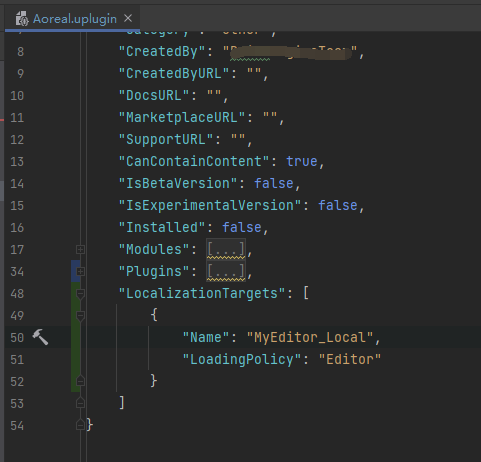 Aoreal.uplugin
"Category": "Other",
8 "CreatedBy": "
9 "CreatedByURL": "",
10 "DocsURL": "",
11 "MarketplaceURL": "",
12 "SupportURL": "",
13 "CanContainContent": true,
14 "IsBetaVersion": false,
15 "IsExperimentalVersion": false,
16 "Installed": false,
17 "Modules": [...],
34 "Plugins": [...],
48 "LocalizationTargets": [
49 {
50 "Name": "MyEditor_Local",
51 "LoadingPolicy": "Editor"
52 }
53 ]
54 }